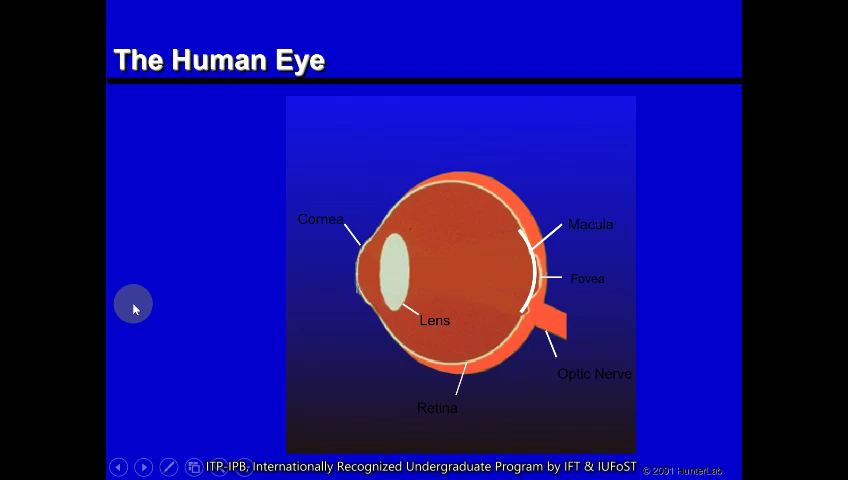 The Human Eye
Cornea
Macula
Fovea
Lens
Optic Nerve
Retina
ITP-IPB, Internationally Recognized Undergraduate Program by IFT & IUFoST
© 2001 HunterLab